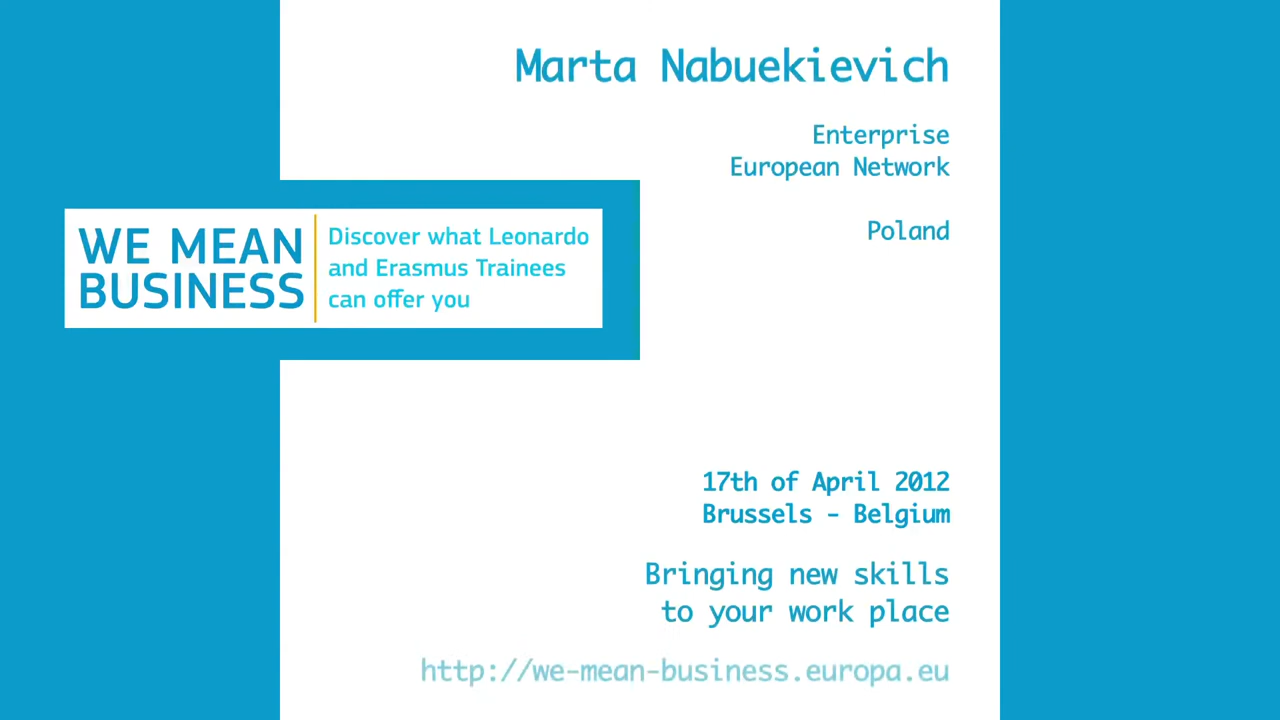 Marta Nabuekievich
Enterprise
European Network
Poland
WE MEAN
BUSINESS
Discover what Leonardo
and Erasmus Trainees
can offer you
17th of April 2012
Brussels - Belgium
Bringing new skills
to your work place
http://we-mean-business.europa.eu